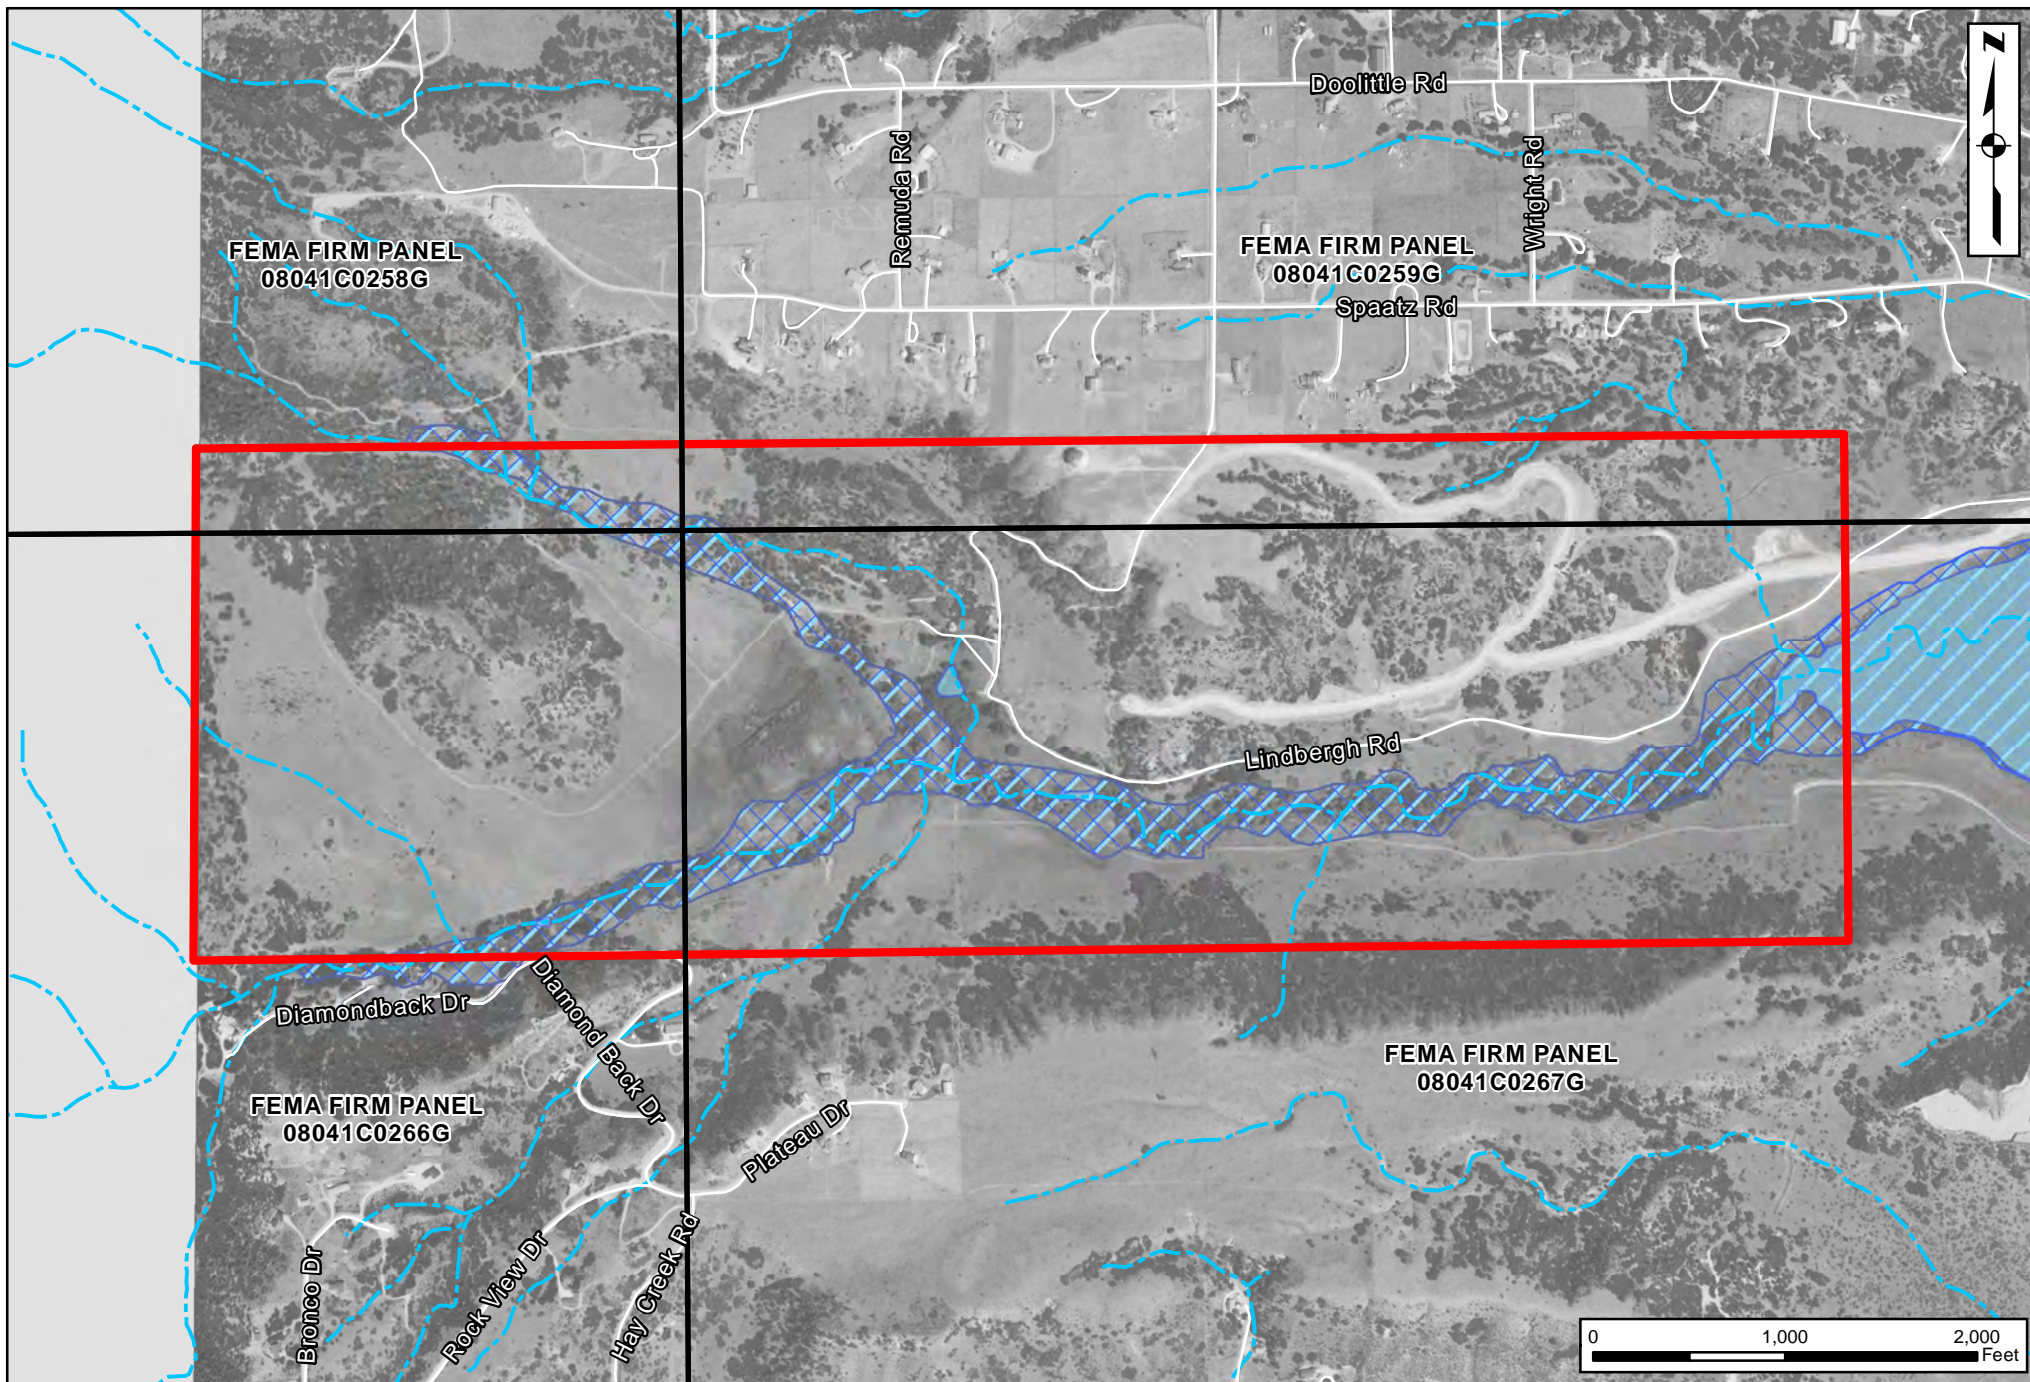 Doolittle Rd
Remuda Rd
Wright Rd
Z
FEMA FIRM PANEL
08041C0258G
FEMA FIRM PANEL
08041C0259G
Spaatz Rd
Lindbergh Rd
Diamondback Dr
Diamond Back Dr
FEMA FIRM PANEL
08041C0266G
FEMA FIRM PANEL
08041C0267G
Plateau Dr
Bronco Dr
Rock View Dr
Hay Creek Rd
0 1,000 2,000
Feet